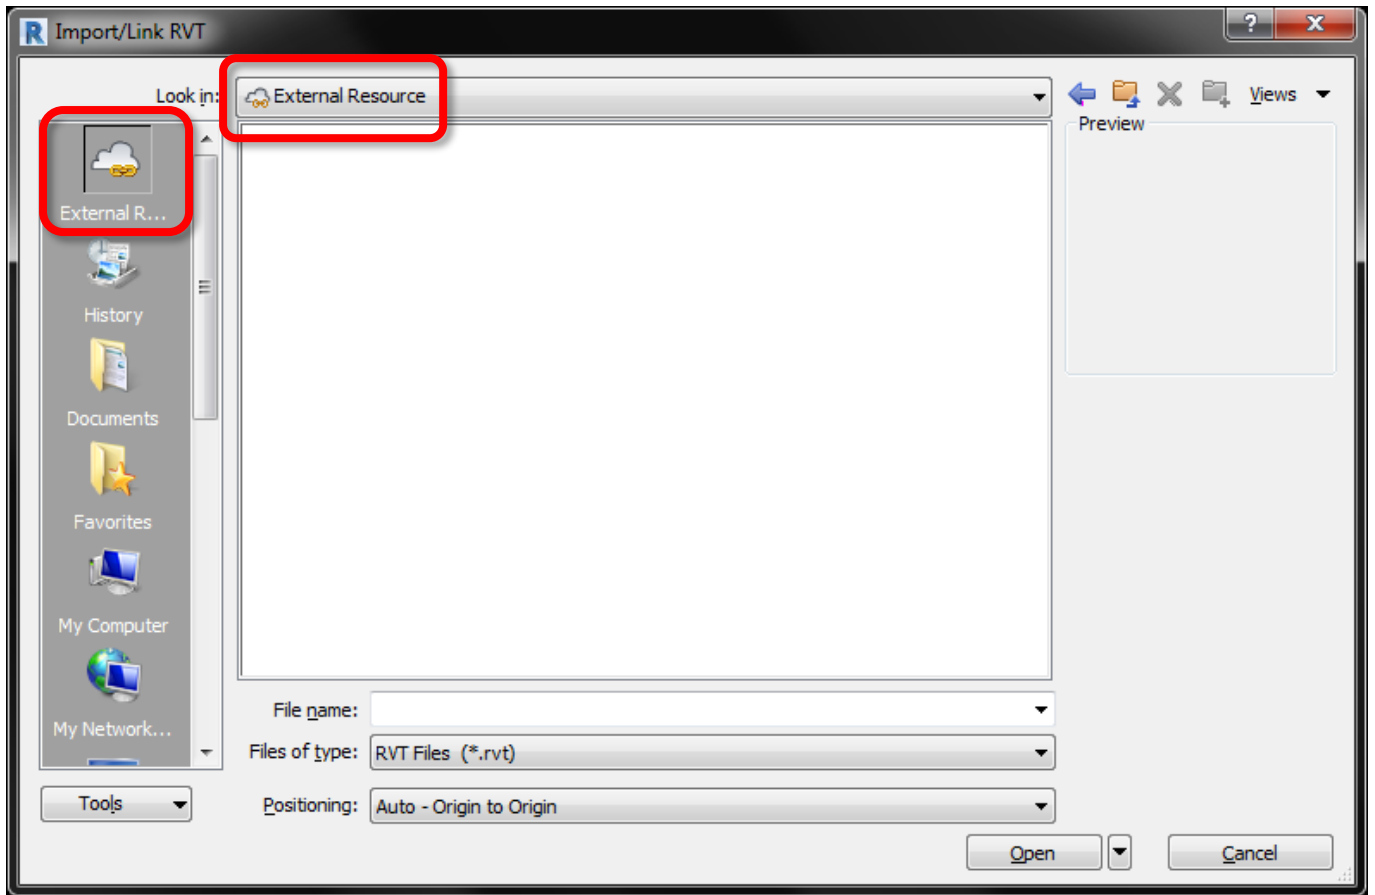 Import/Link RVT
?
X
Look in:
External Resource
Views
Preview
External R...
History
Documents
Favorites
My Computer
My Network...
File name:
Files of type:
RVT Files (*.rvt)
Tools
Positioning:
Auto - Origin to Origin
Open
Cancel